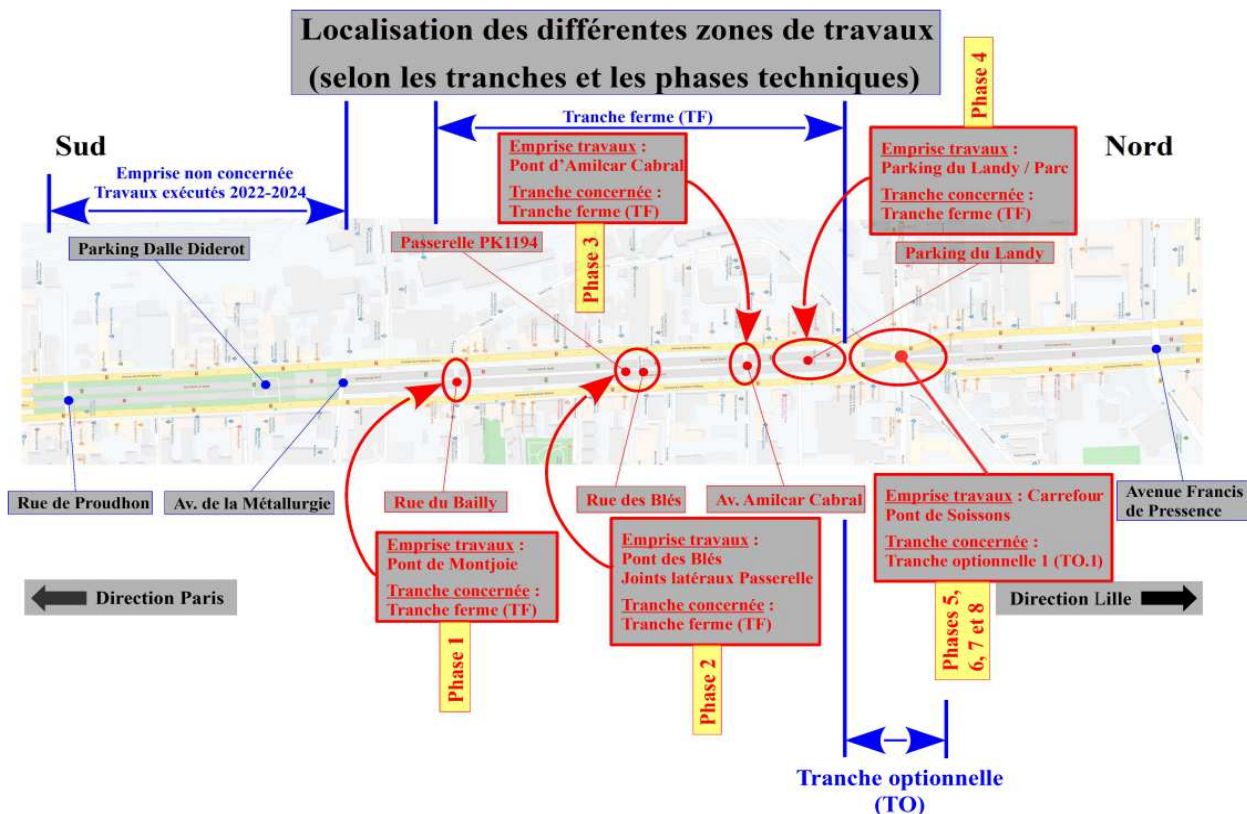 Localisation des différentes zones de travaux
(selon les tranches et les phases techniques)
Phase 4
Tranche ferme (TF)
Sud
Nord
Emprise non concernée
Travaux exécutés 2022-2024
Emprise travaux :
Pont d’Amilcar Cabral
Tranche concernée :
Tranche ferme (TF)
Phase 3
Emprise travaux :
Parking du Landy / Parc
Tranche concernée :
Tranche ferme (TF)
Parking Dalle Diderot
Passerelle PK1194
Parking du Landy
Rue de Proudhon
Av. de la Métallurgie
Rue du Bailly
Rue des Blés
Av. Amilcar Cabral
Avenue Francis
de Pressence
Emprise travaux :
Pont de Montjoie
Tranche concernée :
Tranche ferme (TF)
Phase 1
Emprise travaux :
Pont des Blés
Joints latéraux Passerelle
Tranche concernée :
Tranche ferme (TF)
Phase 2
Emprise travaux : Carrefour
Pont de Soissons
Tranche concernée :
Tranche optionnelle 1 (TO.1)
Phases 5,
6, 7 et 8
Direction Paris
Direction Lille
Tranche optionnelle
(TO)